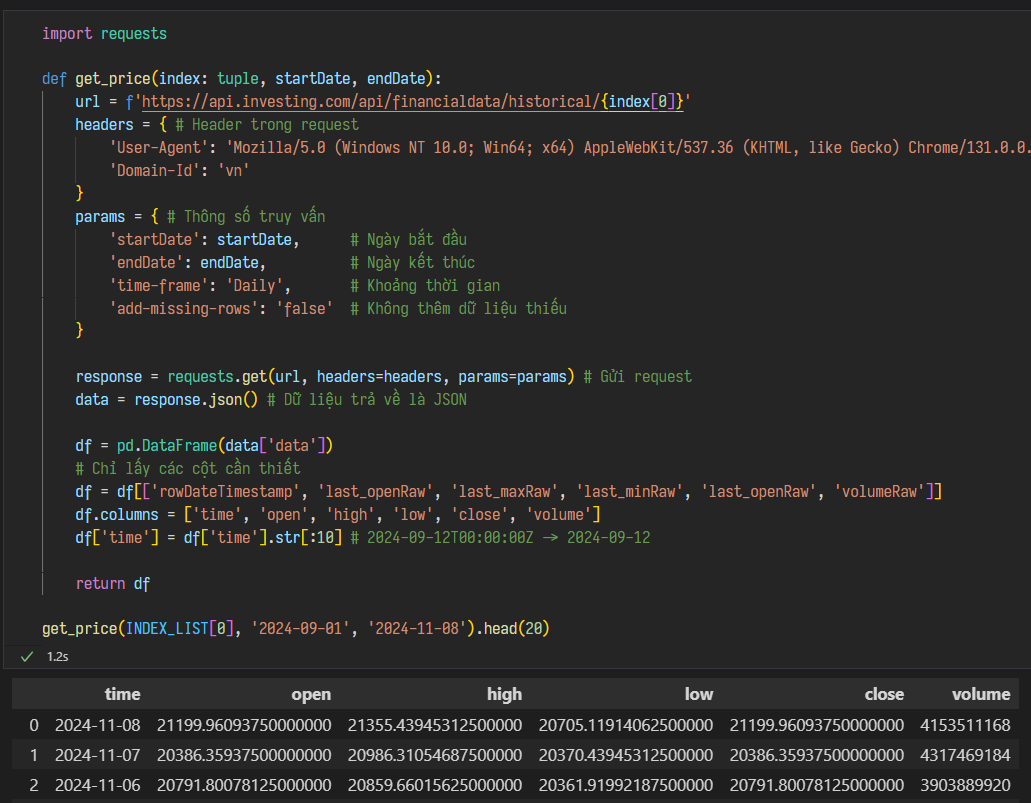 import requests
def get_price(index: tuple, startDate, endDate):
url = f'https://api.investing.com/api/financialdata/historical/{index[0]}'
headers = { # Header trong request
'User-Agent': 'Mozilla/5.0 (Windows NT 10.0; Win64; x64) AppleWebKit/537.36 (KHTML, like Gecko) Chrome/131.0.0.
'Domain-Id': 'vn'
}
params = { # Thông số truy vấn
'startDate': startDate, # Ngày bắt đầu
'endDate': endDate, # Ngày kết thúc
'time-frame': 'Daily', # Khoảng thời gian
'add-missing-rows': 'false' # Không thêm dữ liệu thiếu
}
response = requests.get(url, headers=headers, params=params) # Gửi request
data = response.json() # Dữ liệu trả về là JSON
df = pd.DataFrame(data['data'])
# Chỉ lấy các cột cần thiết
df = df[['rowDateTimestamp', 'last_openRaw', 'last_maxRaw', 'last_minRaw', 'last_openRaw', 'volumeRaw']]
df.columns = ['time', 'open', 'high', 'low', 'close', 'volume']
df['time'] = df['time'].str[:10] # 2024-09-12T00:00:00Z → 2024-09-12
return df
get_price(INDEX_LIST[0], '2024-09-01', '2024-11-08').head(20)
✓ 1.2s
time open high low close volume
0 2024-11-08 21199.96093750000000 21355.43945312500000 20705.11914062500000 21199.96093750000000 4153511168
1 2024-11-07 20386.35937500000000 20986.31054687500000 20370.43945312500000 20386.35937500000000 4317469184
2 2024-11-06 20791.80078125000000 20859.66015625000000 20361.91992187500000 20791.80078125000000 3903889920